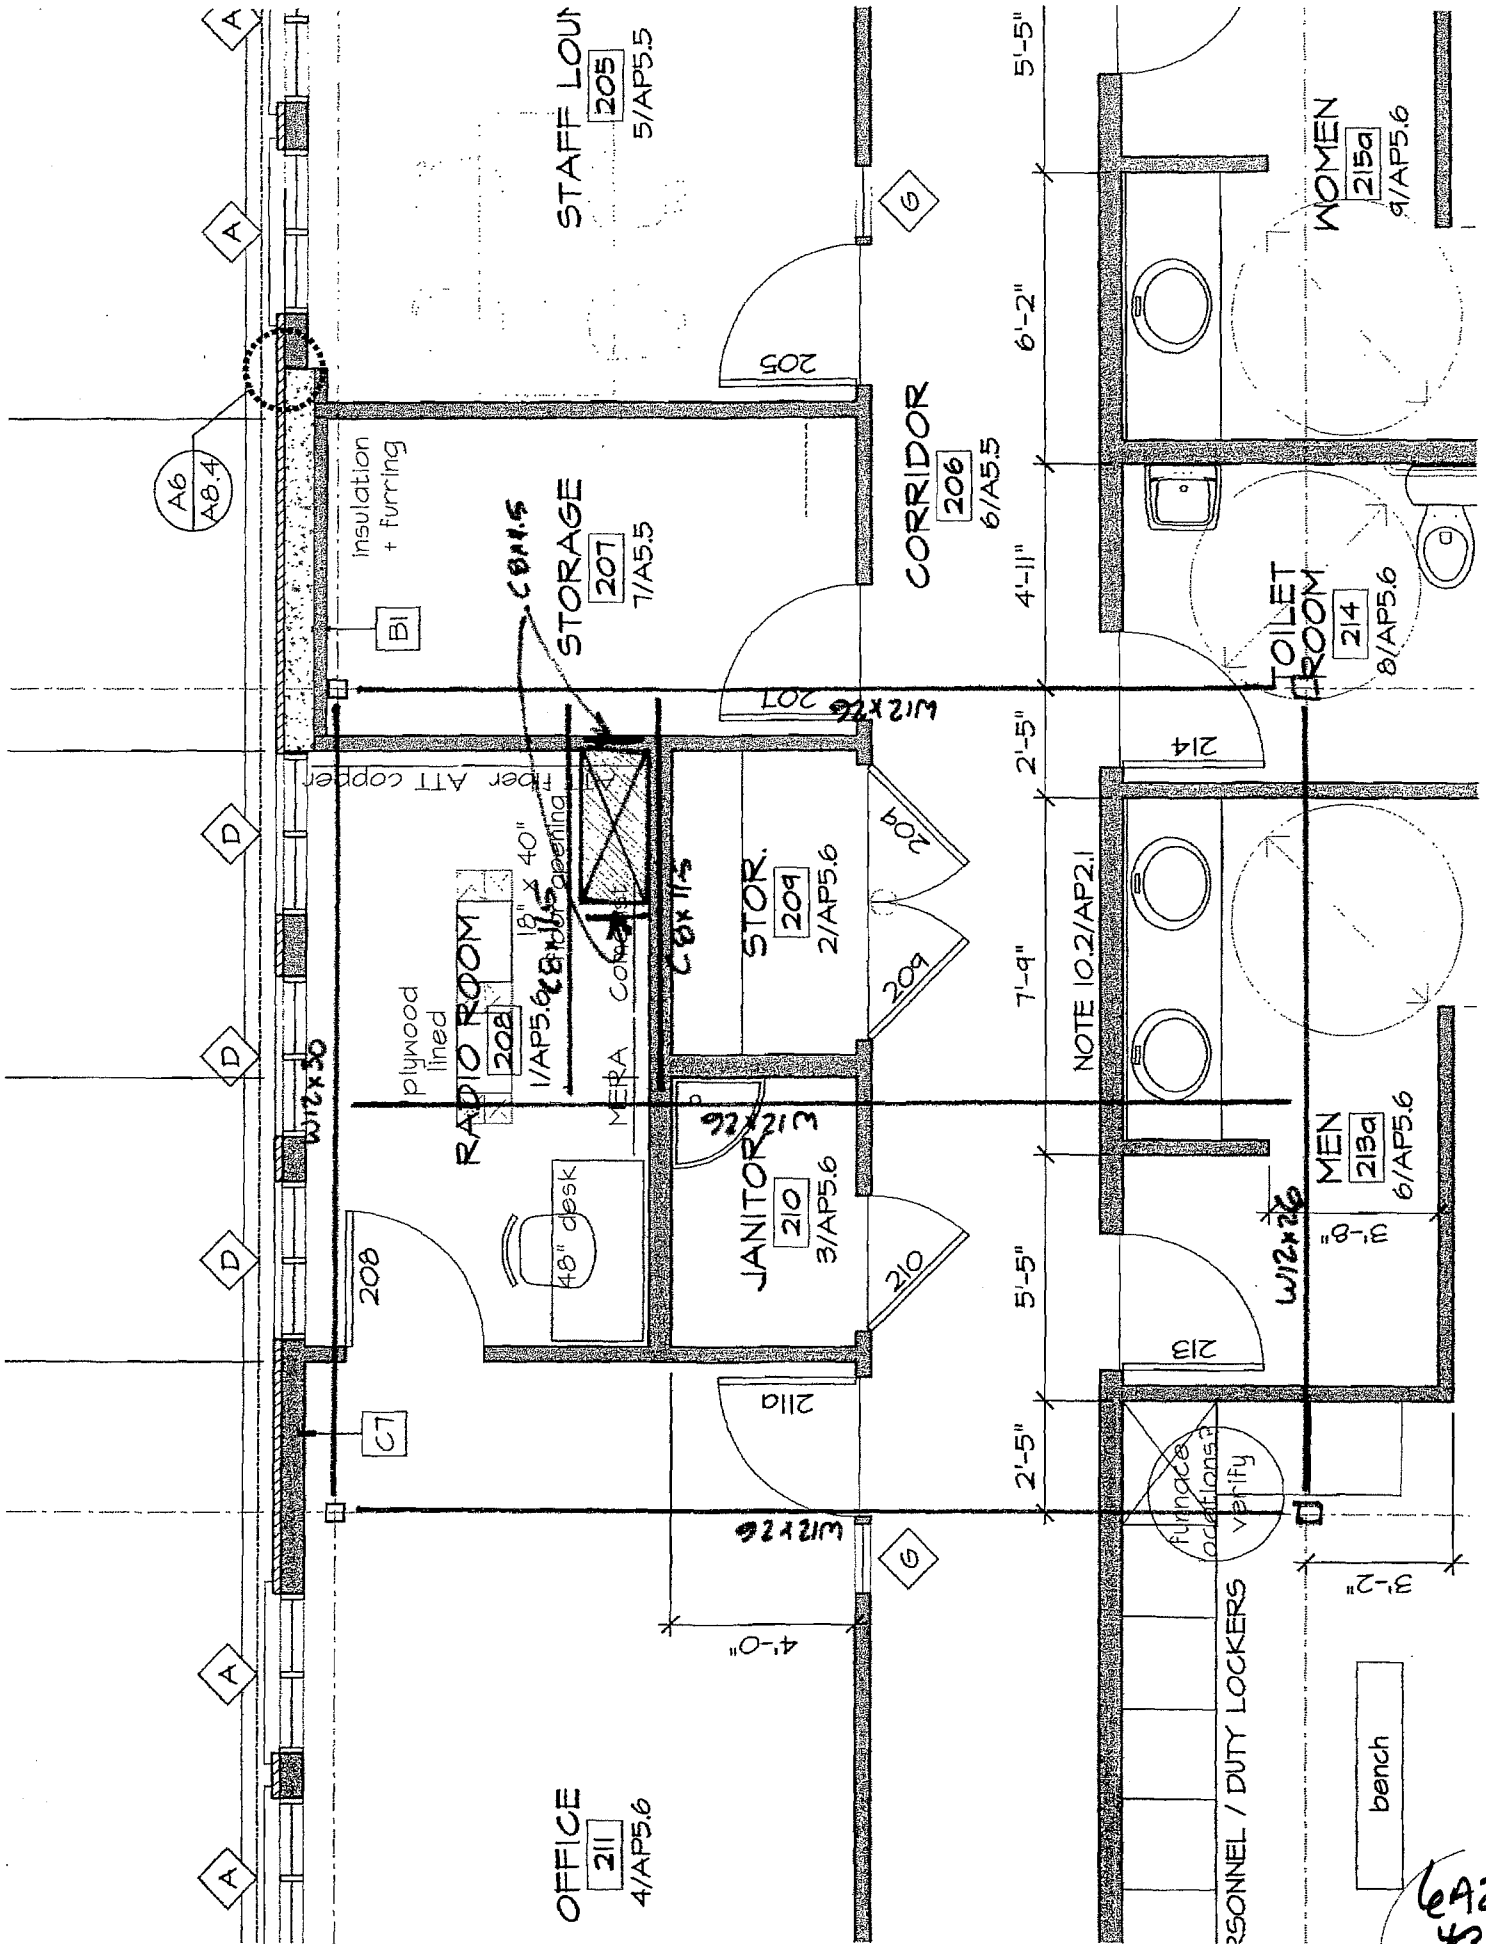 A
A
A
A
D
D
D
A6
A8.4
STAFF
205
5/AP5.5
205
G
insulation
+ furring
B1
STORAGE
207
7/A5.5
C8x11.5
207
W12x26
CORRIDOR
206
6/A5.5
WOMEN
215a
9/AP5.6
TOILET
ROOM
214
8/AP5.6
214
5'-5"
6'-2"
4'-11"
2'-5"
7'-9"
5'-5"
2'-5"
fiber ATT copper
18" x 40"
floor opening
plywood
lined
RADIO ROOM
208
1/AP5.6
MERA
C8x11.5
C8x11.5
STOR.
209
2/AP5.6
209
209
NOTE 10.2/AP2.1
W12x30
W12x26
208
48" desk
JANITOR
210
3/AP5.6
210
MEN
213a
6/AP5.6
3'-8"
W12x26
213
C7
211a
W12x26
G
4'-0"
furnace
locations?
verify
3'-2"
OFFICE
211
4/AP5.6
/ DUTY LOCKERS
bench